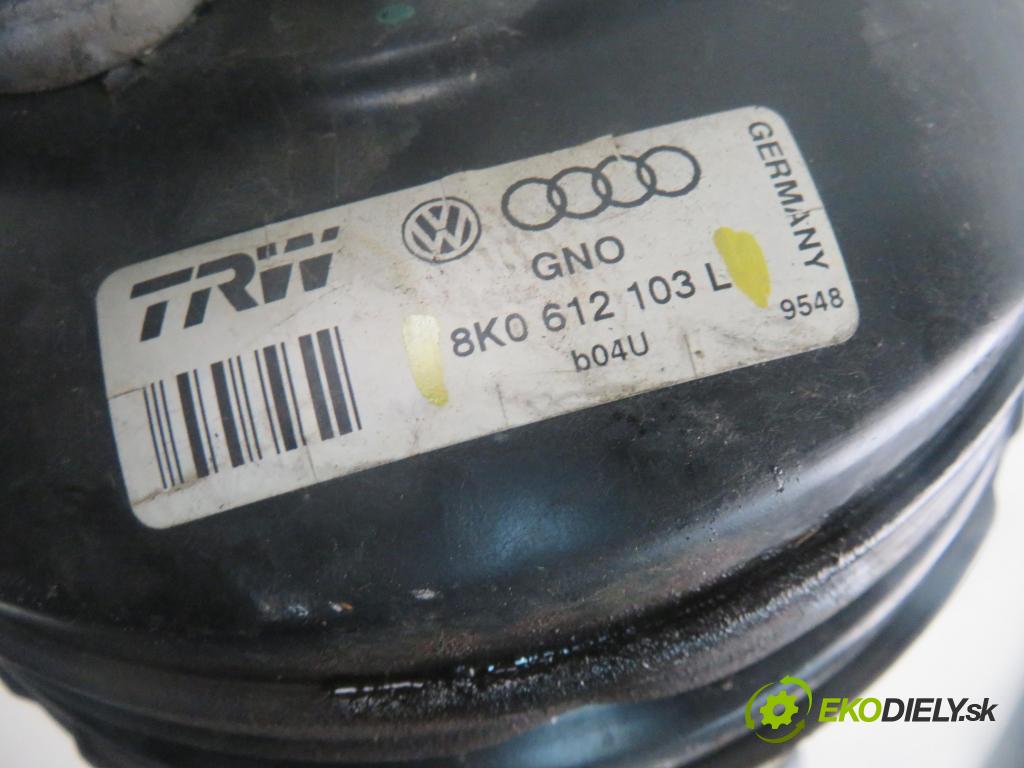 TRW
GNO
8K0 612 103 L
b04U
GERMANY
9548
EKODIELY.sk